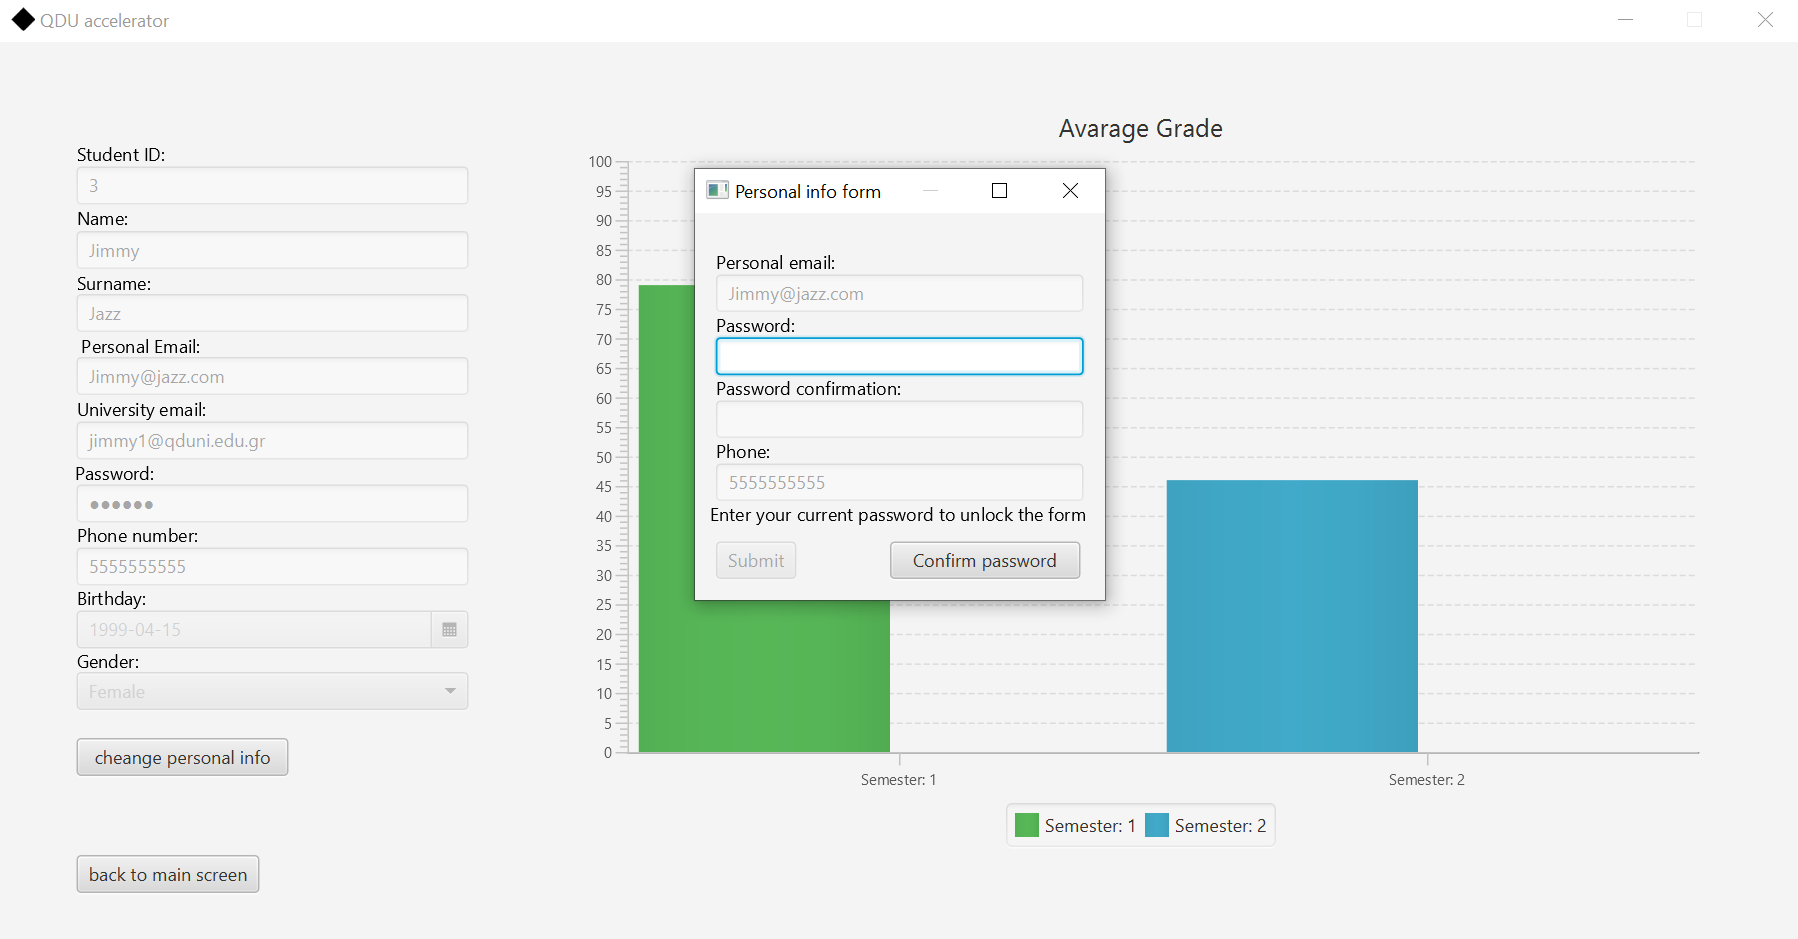 QDU accelerator
Student ID:
3
Name:
Jimmy
Surname:
Jazz
Personal Email:
Jimmy@jazz.com
University email:
jimmy1@qduni.edu.gr
Password:
●●●●●●
Phone number:
5555555555
Birthday:
1999-04-15
Gender:
Female
cheange personal info
back to main screen
Avarage Grade
100
95
90
85
80
75
70
65
60
55
50
45
40
35
30
25
20
15
10
5
0
Semester: 1
Semester: 2
Semester: 1 Semester: 2
Personal info form
Personal email:
Jimmy@jazz.com
Password:
Password confirmation:
Phone:
5555555555
Enter your current password to unlock the form
Submit
Confirm password